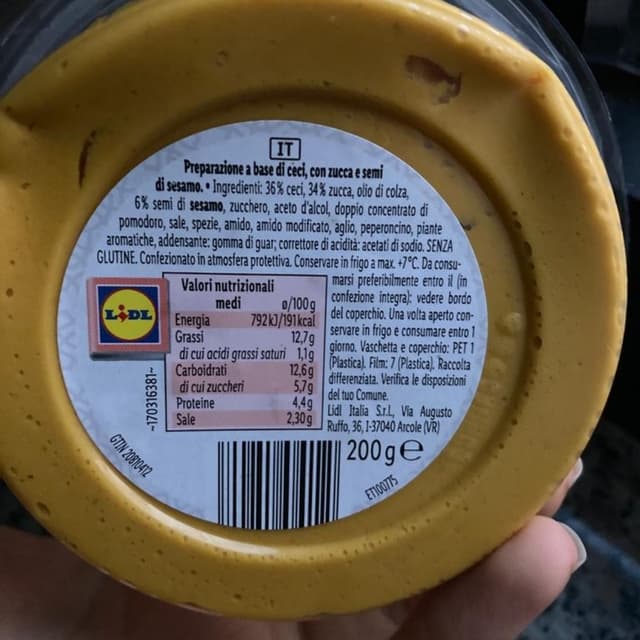 IT
Preparazione a base di ceci, con zucca e semi
di sesamo. • Ingredienti: 36% ceci, 34% zucca, olio di colza,
6% semi di sesamo, zucchero, aceto d'alcol, doppio concentrato di
pomodoro, sale, spezie, amido, amido modificato, aglio, peperoncino, piante
aromatiche, addensante: gomma di guar; correttore di acidità: acetati di sodio. SENZA
GLUTINE. Confezionato in atmosfera protettiva. Conservare in frigo a max. +7°C. Da consu-
marsi preferibilmente entro il (in
confezione integra): vedere bordo
del coperchio. Una volta aperto con-
servare in frigo e consumare entro 1
giorno. Vaschetta e coperchio: PET 1
(Plastica). Film: 7 (Plastica). Raccolta
differenziata. Verifica le disposizioni
del tuo Comune.
Lidl Italia S.r.l., Via Augusto
Ruffo, 36, I-37040 Arcole (VR)
LIDL
Valori nutrizionali
medi ø/100g
Energia 792kJ/191kcal
Grassi 12,7g
di cui acidi grassi saturi 1,1g
Carboidrati 12,6g
di cui zuccheri 5,7g
Proteine 4,4g
Sale 2,30g
~170316381~
GTIN 20810412
200g e
ET100775